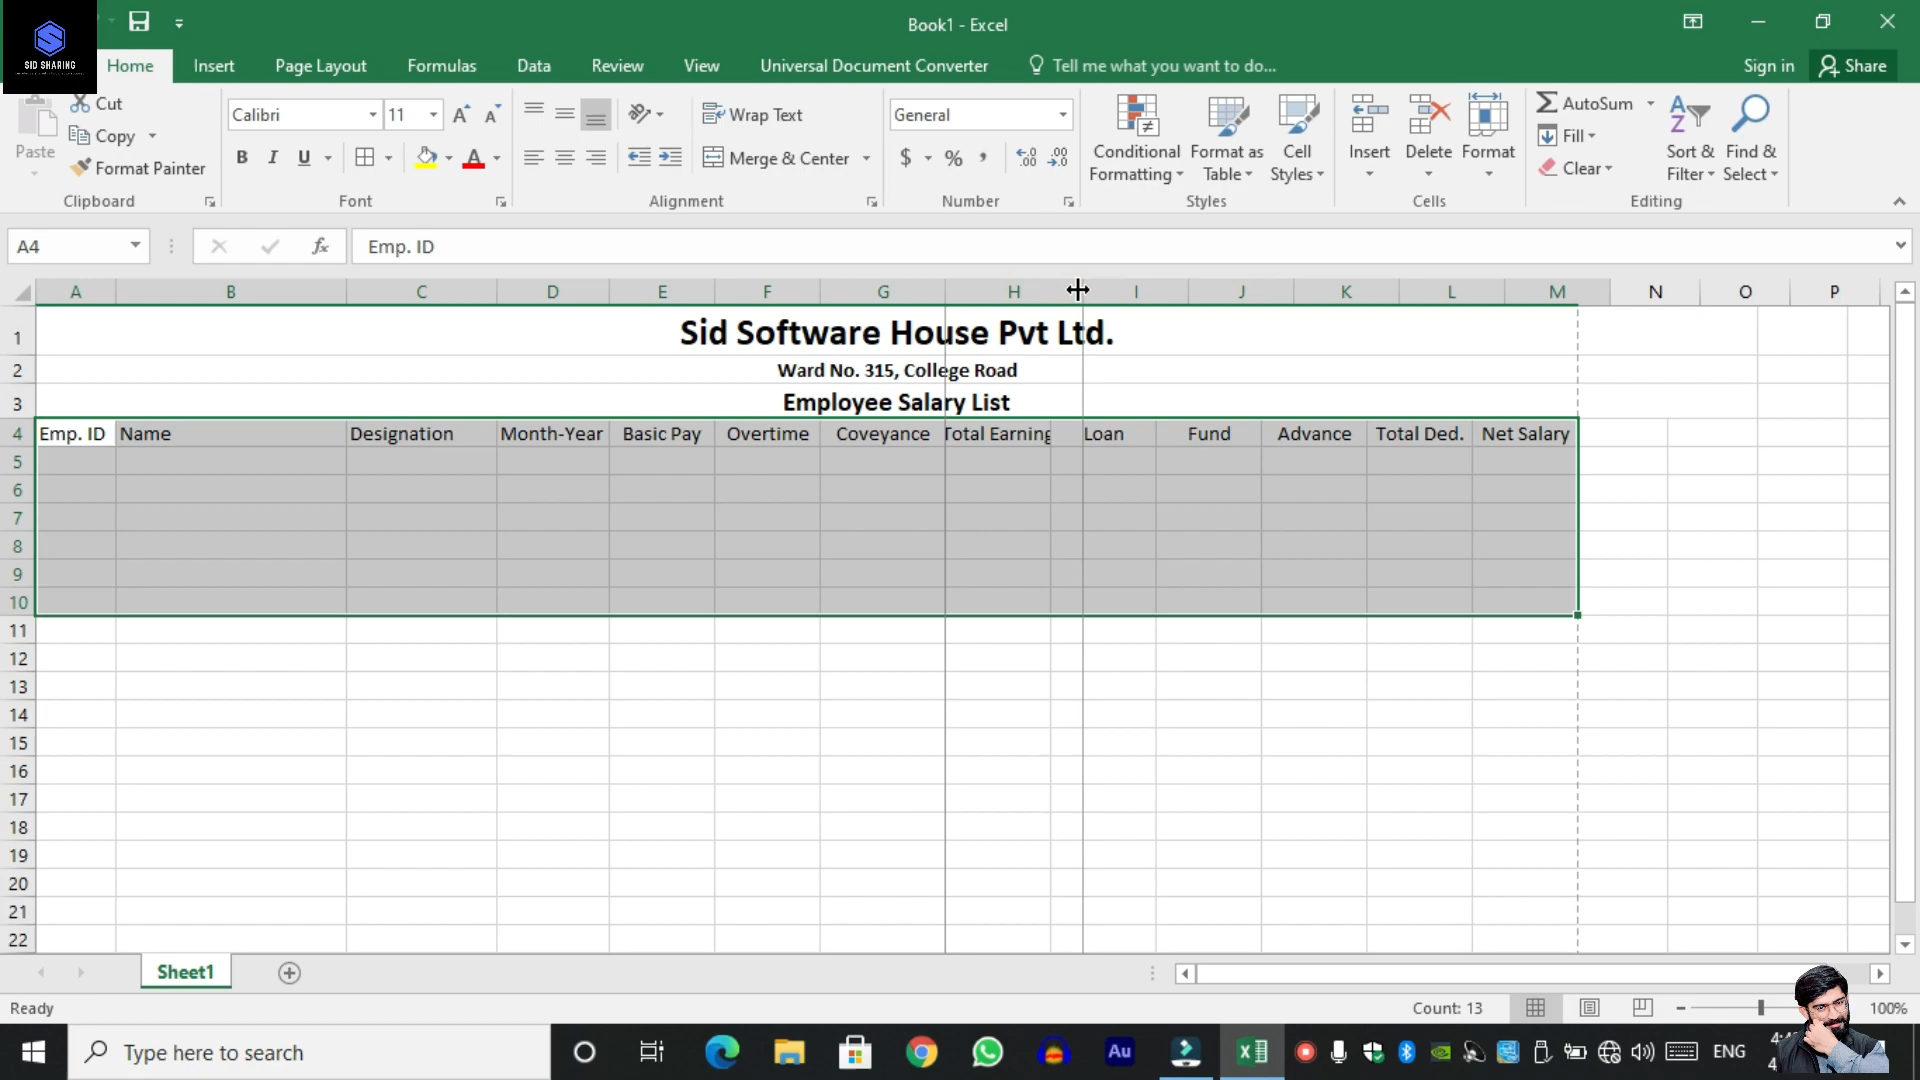 Book1 - Excel
SID SHARING
Home Insert Page Layout Formulas Data Review View Universal Document Converter Tell me what you want to do... Sign in Share
Paste Cut Copy Format Painter Clipboard
Calibri 11 B I U A Font
Wrap Text Merge & Center Alignment
General $ % , Number
Conditional Formatting Format as Table Cell Styles Styles
Insert Delete Format Cells
AutoSum Fill Clear Sort & Filter Find & Select Editing
A4 fx Emp. ID
A B C D E F G H I J K L M N O P
1 Sid Software House Pvt Ltd.
2 Ward No. 315, College Road
3 Employee Salary List
4 Emp. ID Name Designation Month-Year Basic Pay Overtime Coveyance Total Earning Loan Fund Advance Total Ded. Net Salary
5
6
7
8
9
10
11
12
13
14
15
16
17
18
19
20
21
22
Sheet1
Ready Count: 13 100%
Type here to search Au ENG